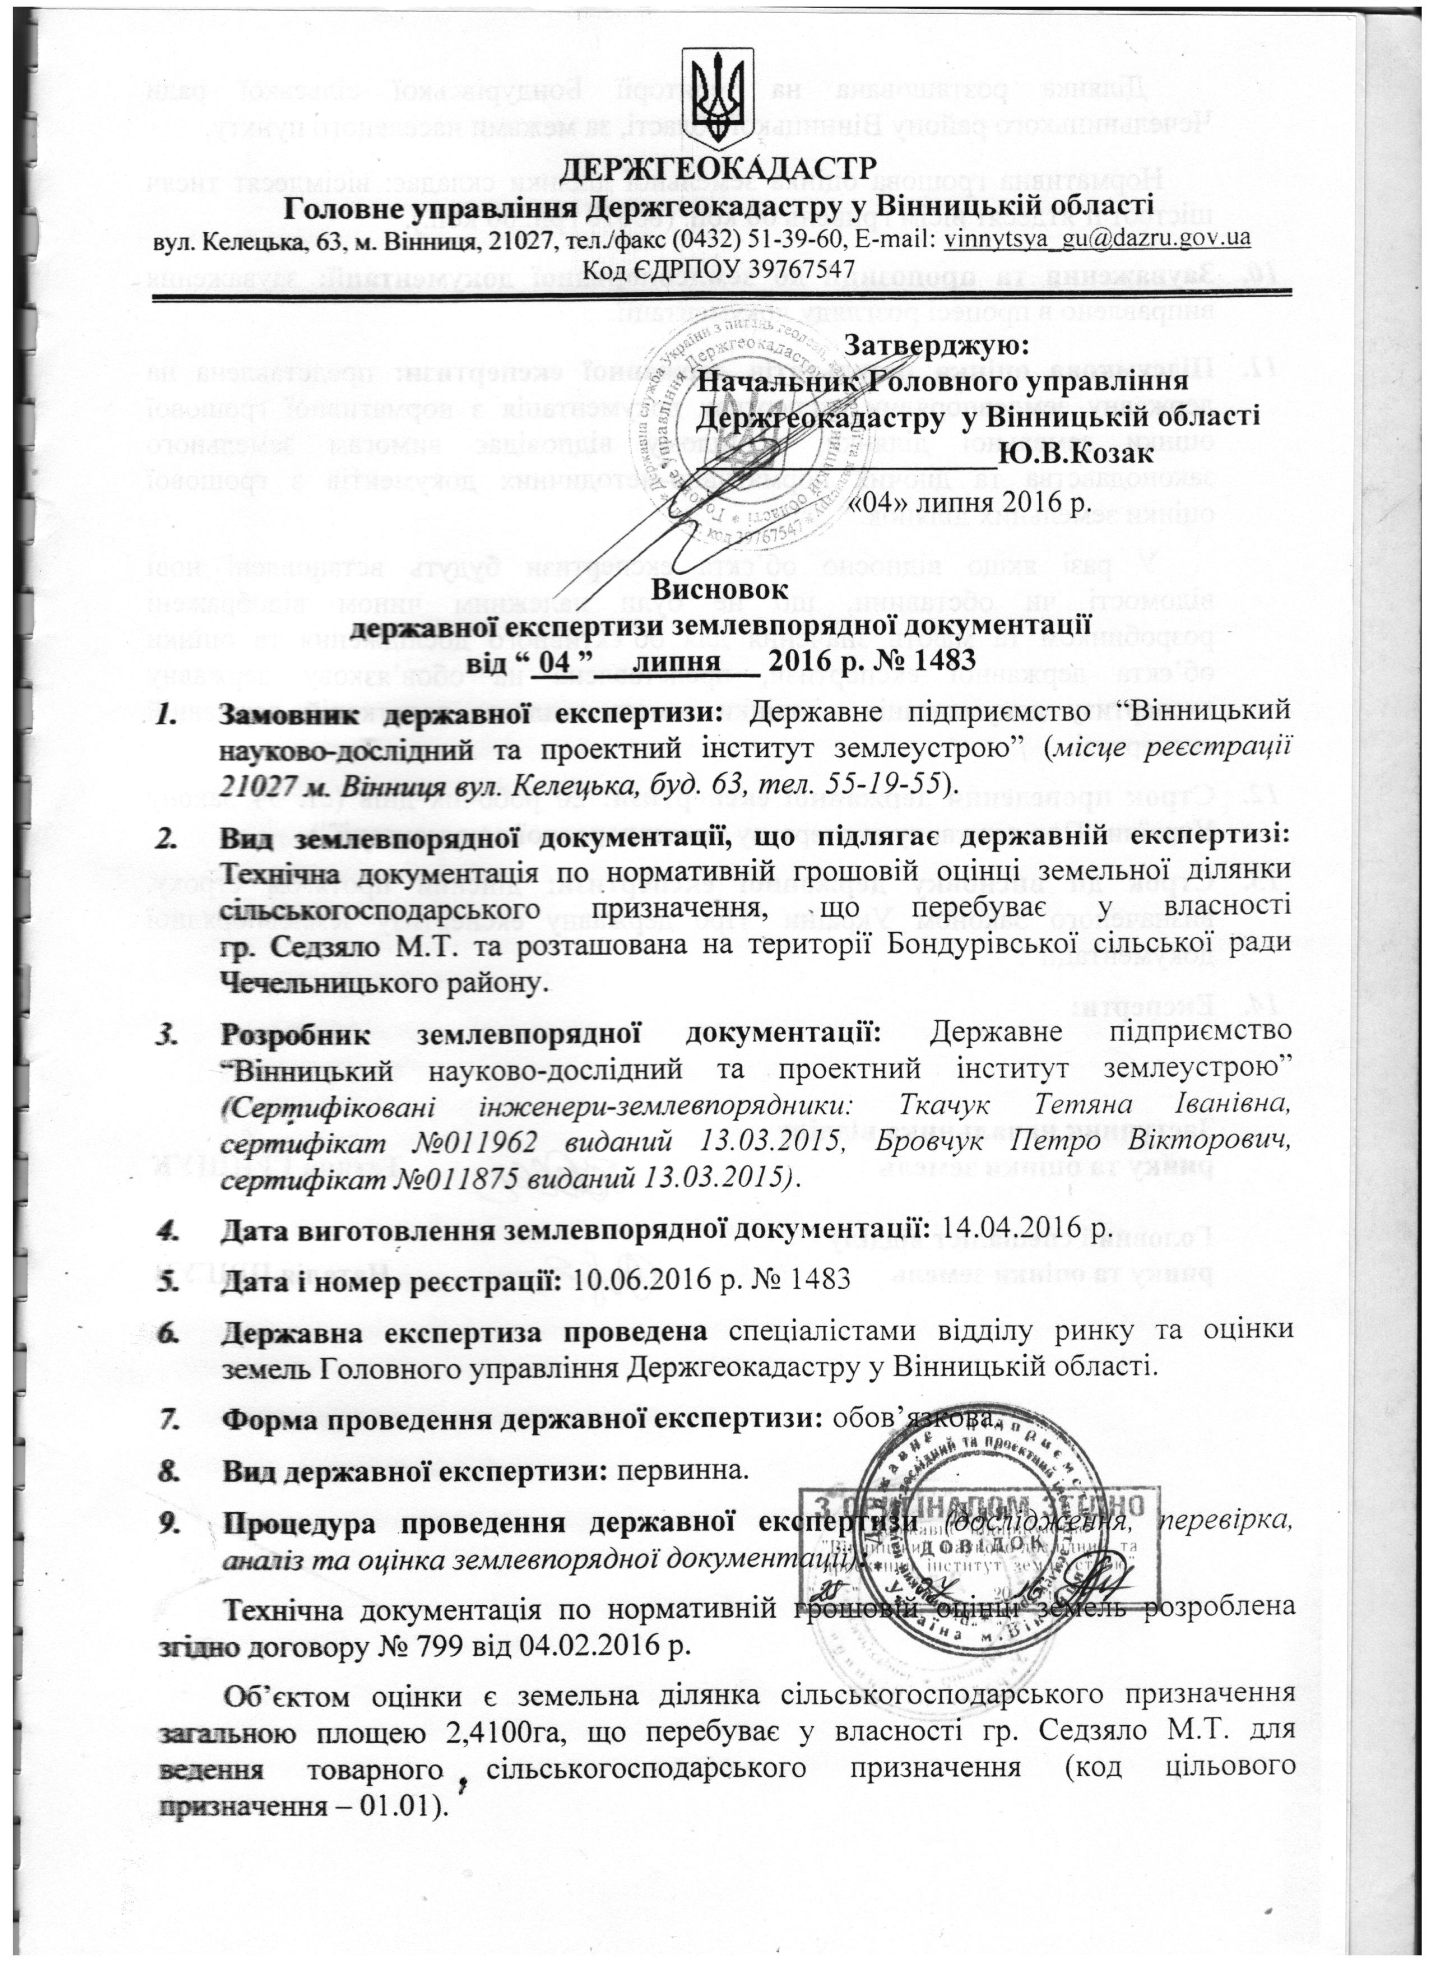 ДЕРЖГЕОКАДАСТР
Головне управління Держгеокадастру у Вінницькій області
вул. Келецька, 63, м. Вінниця, 21027, тел./факс (0432) 51-39-60, E-mail: vinnytsya_gu@dazru.gov.ua
Код ЄДРПОУ 39767547
Затверджую:
Начальник Головного управління
Держгеокадастру у Вінницькій області
Ю.В.Козак
«04» липня 2016 р.
Висновок
державної експертизи землевпорядної документації
від “ 04 ” липня 2016 р. № 1483
1. Замовник державної експертизи: Державне підприємство “Вінницький
науково-дослідний та проектний інститут землеустрою” (місце реєстрації
21027 м. Вінниця вул. Келецька, буд. 63, тел. 55-19-55).
2. Вид землевпорядної документації, що підлягає державній експертизі:
Технічна документація по нормативній грошовій оцінці земельної ділянки
сільськогосподарського призначення, що перебуває у власності
гр. Седзяло М.Т. та розташована на території Бондурівської сільської ради
Чечельницького району.
3. Розробник землевпорядної документації: Державне підприємство
“Вінницький науково-дослідний та проектний інститут землеустрою”
(Сертифіковані інженери-землевпорядники: Ткачук Тетяна Іванівна,
сертифікат №011962 виданий 13.03.2015, Бровчук Петро Вікторович,
сертифікат №011875 виданий 13.03.2015).
4. Дата виготовлення землевпорядної документації: 14.04.2016 р.
5. Дата і номер реєстрації: 10.06.2016 р. № 1483
6. Державна експертиза проведена спеціалістами відділу ринку та оцінки
земель Головного управління Держгеокадастру у Вінницькій області.
7. Форма проведення державної експертизи: обов’язкова.
8. Вид державної експертизи: первинна.
З ОРИГІНАЛОМ ЗГІДНО
ДОВІДОК
9. Процедура проведення державної експертизи (дослідження, перевірка,
аналіз та оцінка землевпорядної документації):
Технічна документація по нормативній грошовій оцінці земель розроблена
згідно договору № 799 від 04.02.2016 р.
Об’єктом оцінки є земельна ділянка сільськогосподарського призначення
загальною площею 2,4100га, що перебуває у власності гр. Седзяло М.Т. для
ведення товарного сільськогосподарського призначення (код цільового
призначення – 01.01).